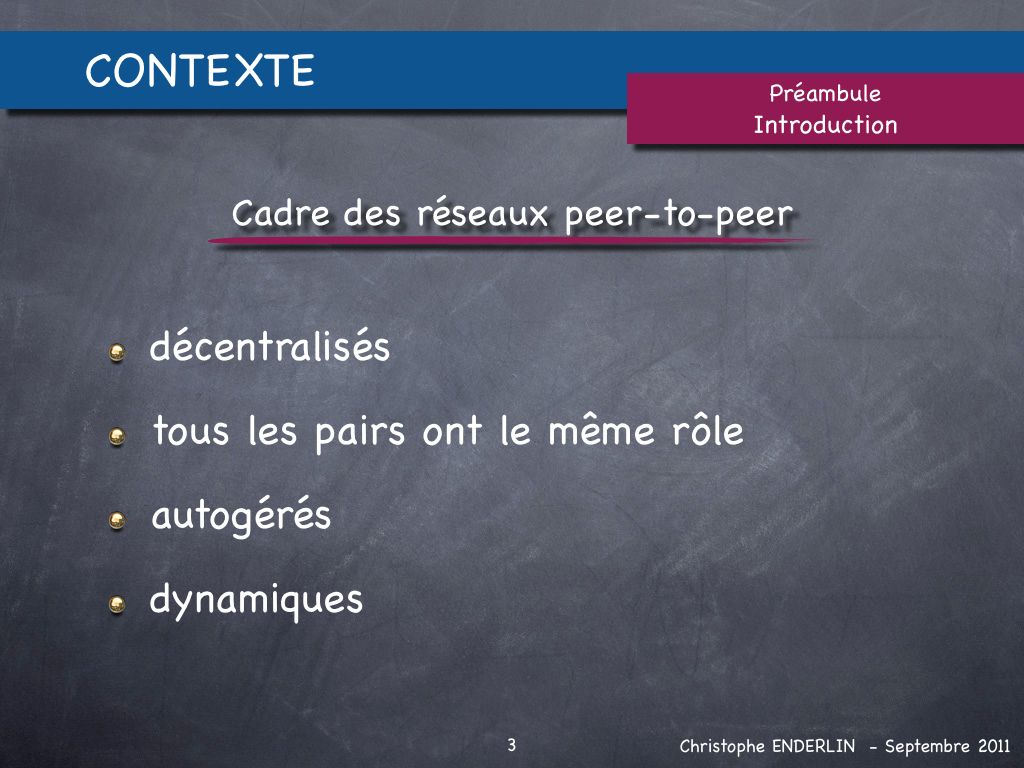 CONTEXTE
Préambule
Introduction
Cadre des réseaux peer-to-peer
décentralisés
tous les pairs ont le même rôle
autogérés
dynamiques
3
Christophe ENDERLIN - Septembre 2011